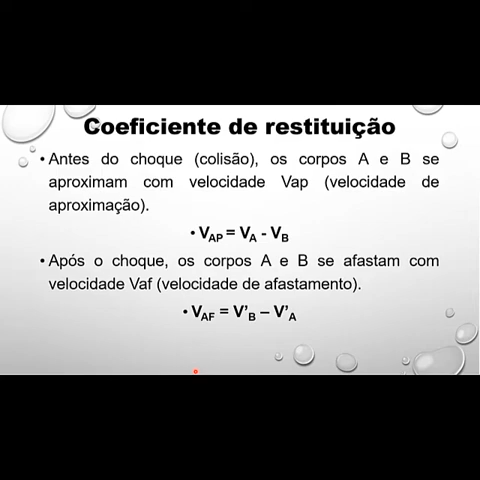 Coeficiente de restituição
• Antes do choque (colisão), os corpos A e B se
aproximam com velocidade Vap (velocidade de
aproximação).
• VAP = VA - VB
• Após o choque, os corpos A e B se afastam com
velocidade Vaf (velocidade de afastamento).
• VAF = V’B – V’A